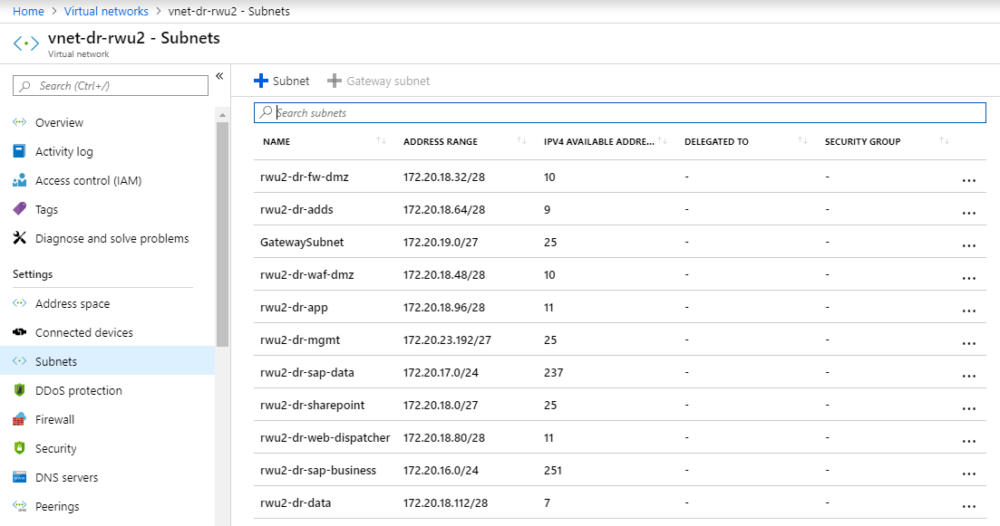 Home > Virtual networks > vnet-dr-rwu2 - Subnets
vnet-dr-rwu2 - Subnets
Virtual network
Search (Ctrl+/)
«
Overview
Activity log
Access control (IAM)
Tags
Diagnose and solve problems
Settings
Address space
Connected devices
Subnets
DDoS protection
Firewall
Security
DNS servers
Peerings
+ Subnet + Gateway subnet
Search subnets
NAME ADDRESS RANGE IPV4 AVAILABLE ADDRE... DELEGATED TO SECURITY GROUP
rwu2-dr-fw-dmz 172.20.18.32/28 10 - - ...
rwu2-dr-adds 172.20.18.64/28 9 - - ...
GatewaySubnet 172.20.19.0/27 25 - - ...
rwu2-dr-waf-dmz 172.20.18.48/28 10 - - ...
rwu2-dr-app 172.20.18.96/28 11 - - ...
rwu2-dr-mgmt 172.20.23.192/27 25 - - ...
rwu2-dr-sap-data 172.20.17.0/24 237 - - ...
rwu2-dr-sharepoint 172.20.18.0/27 25 - - ...
rwu2-dr-web-dispatcher 172.20.18.80/28 11 - - ...
rwu2-dr-sap-business 172.20.16.0/24 251 - - ...
rwu2-dr-data 172.20.18.112/28 7 - - ...